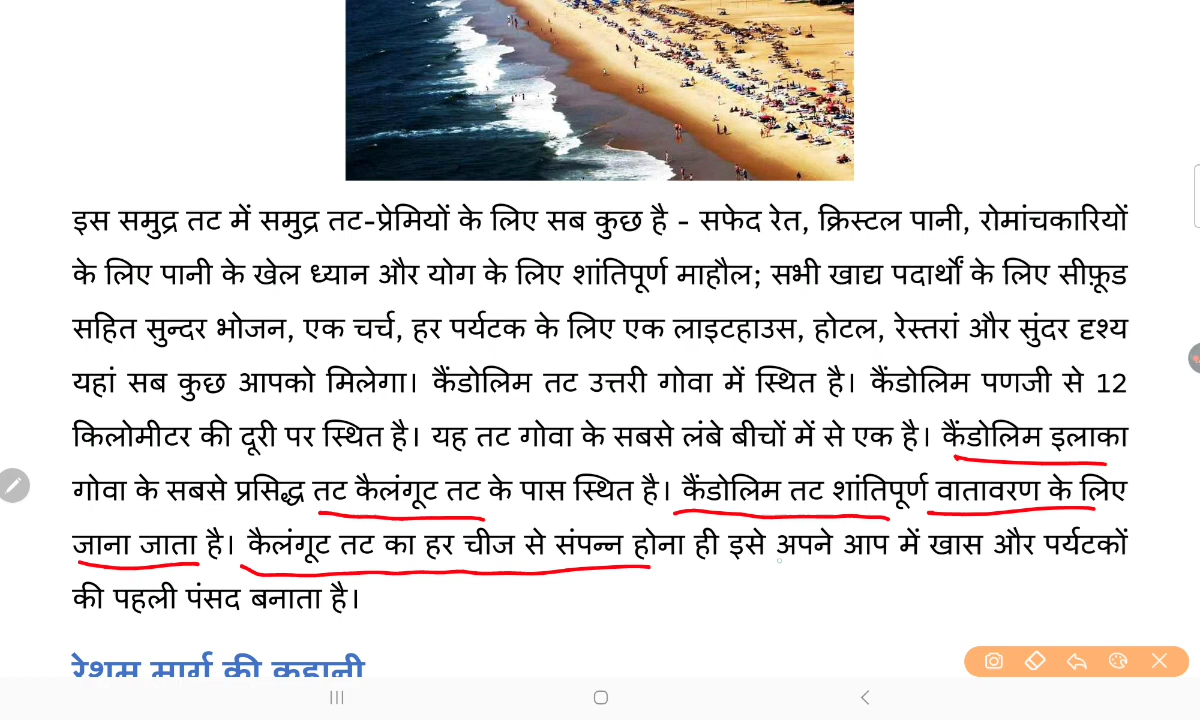 इस समुद्र तट में समुद्र तट-प्रेमियों के लिए सब कुछ है - सफेद रेत, क्रिस्टल पानी, रोमांचकारियों
के लिए पानी के खेल ध्यान और योग के लिए शांतिपूर्ण माहौल; सभी खाद्य पदार्थों के लिए सीफ़ूड
सहित सुन्दर भोजन, एक चर्च, हर पर्यटक के लिए एक लाइटहाउस, होटल, रेस्तरां और सुंदर दृश्य
यहां सब कुछ आपको मिलेगा। कैंडोलिम तट उत्तरी गोवा में स्थित है। कैंडोलिम पणजी से 12
किलोमीटर की दूरी पर स्थित है। यह तट गोवा के सबसे लंबे बीचों में से एक है। कैंडोलिम इलाका
गोवा के सबसे प्रसिद्ध तट कैलंगूट तट के पास स्थित है। कैंडोलिम तट शांतिपूर्ण वातावरण के लिए
जाना जाता है। कैलंगूट तट का हर चीज से संपन्न होना ही इसे अपने आप में खास और पर्यटकों
की पहली पंसद बनाता है।
रेशम मार्ग की कहानी